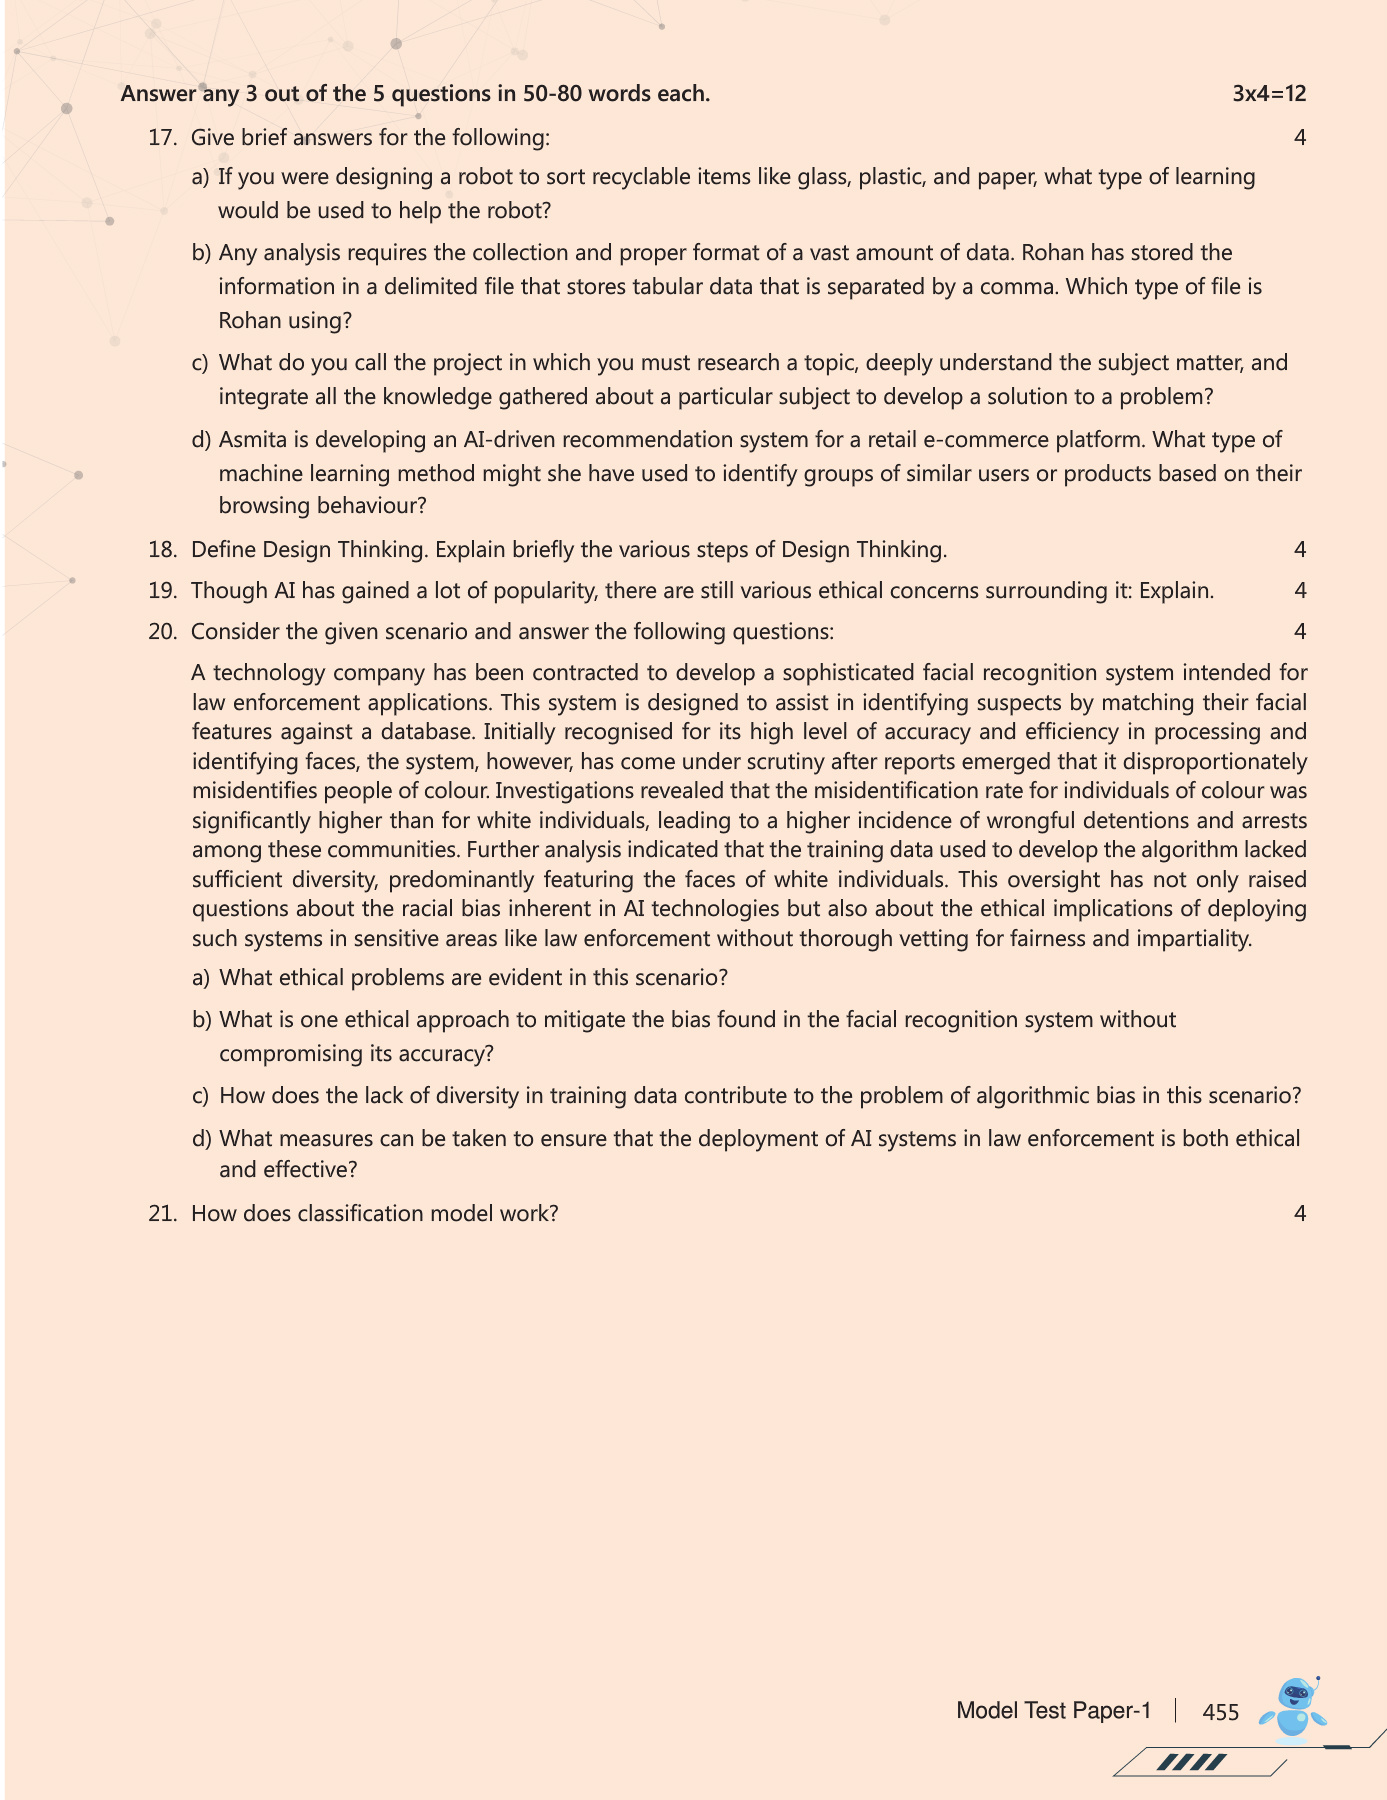 Answer any 3 out of the 5 questions in 50-80 words each. 3x4=12
17. Give brief answers for the following: 4
a) If you were designing a robot to sort recyclable items like glass, plastic, and paper, what type of learning
would be used to help the robot?
b) Any analysis requires the collection and proper format of a vast amount of data. Rohan has stored the
information in a delimited file that stores tabular data that is separated by a comma. Which type of file is
Rohan using?
c) What do you call the project in which you must research a topic, deeply understand the subject matter, and
integrate all the knowledge gathered about a particular subject to develop a solution to a problem?
d) Asmita is developing an AI-driven recommendation system for a retail e-commerce platform. What type of
machine learning method might she have used to identify groups of similar users or products based on their
browsing behaviour?
18. Define Design Thinking. Explain briefly the various steps of Design Thinking. 4
19. Though AI has gained a lot of popularity, there are still various ethical concerns surrounding it: Explain. 4
20. Consider the given scenario and answer the following questions: 4
A technology company has been contracted to develop a sophisticated facial recognition system intended for
law enforcement applications. This system is designed to assist in identifying suspects by matching their facial
features against a database. Initially recognised for its high level of accuracy and efficiency in processing and
identifying faces, the system, however, has come under scrutiny after reports emerged that it disproportionately
misidentifies people of colour. Investigations revealed that the misidentification rate for individuals of colour was
significantly higher than for white individuals, leading to a higher incidence of wrongful detentions and arrests
among these communities. Further analysis indicated that the training data used to develop the algorithm lacked
sufficient diversity, predominantly featuring the faces of white individuals. This oversight has not only raised
questions about the racial bias inherent in AI technologies but also about the ethical implications of deploying
such systems in sensitive areas like law enforcement without thorough vetting for fairness and impartiality.
a) What ethical problems are evident in this scenario?
b) What is one ethical approach to mitigate the bias found in the facial recognition system without
compromising its accuracy?
c) How does the lack of diversity in training data contribute to the problem of algorithmic bias in this scenario?
d) What measures can be taken to ensure that the deployment of AI systems in law enforcement is both ethical
and effective?
21. How does classification model work? 4
Model Test Paper-1 455